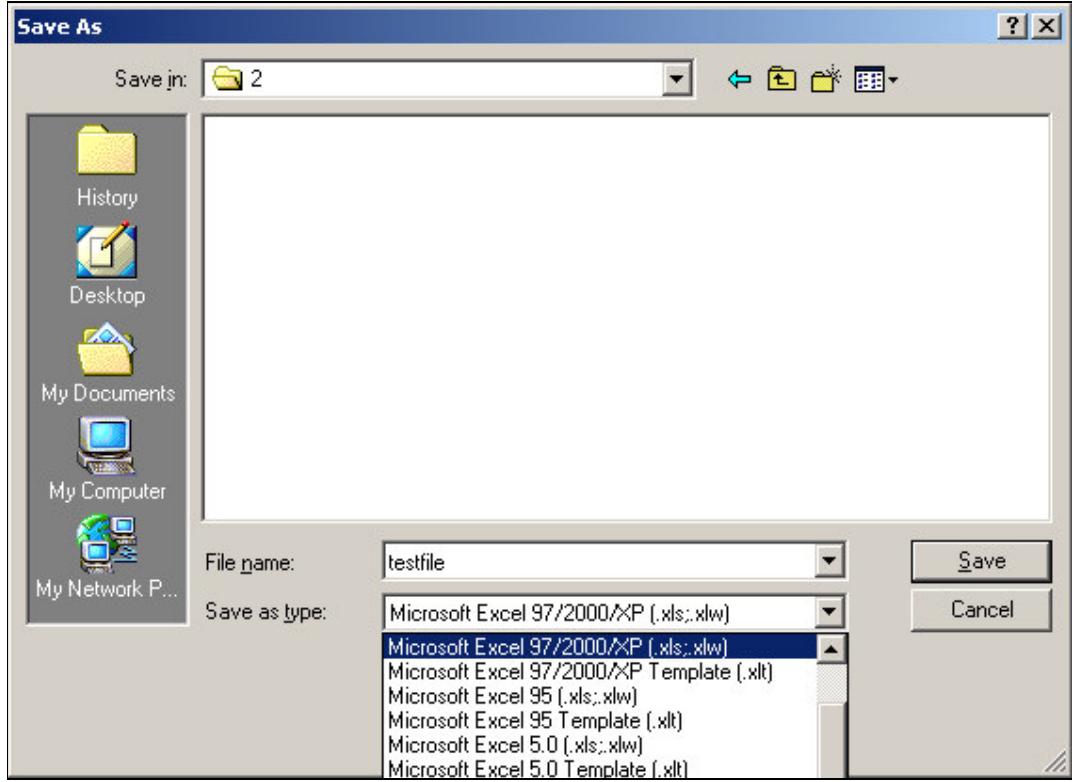 Save As
Save in: 2
History
Desktop
My Documents
My Computer
My Network P...
File name: testfile Save
Save as type: Microsoft Excel 97/2000/XP (.xls;.xlw) Cancel
Microsoft Excel 97/2000/XP (.xls;.xlw)
Microsoft Excel 97/2000/XP Template (.xlt)
Microsoft Excel 95 (.xls;.xlw)
Microsoft Excel 95 Template (.xlt)
Microsoft Excel 5.0 (.xls;.xlw)
Microsoft Excel 5.0 Template (.xlt)